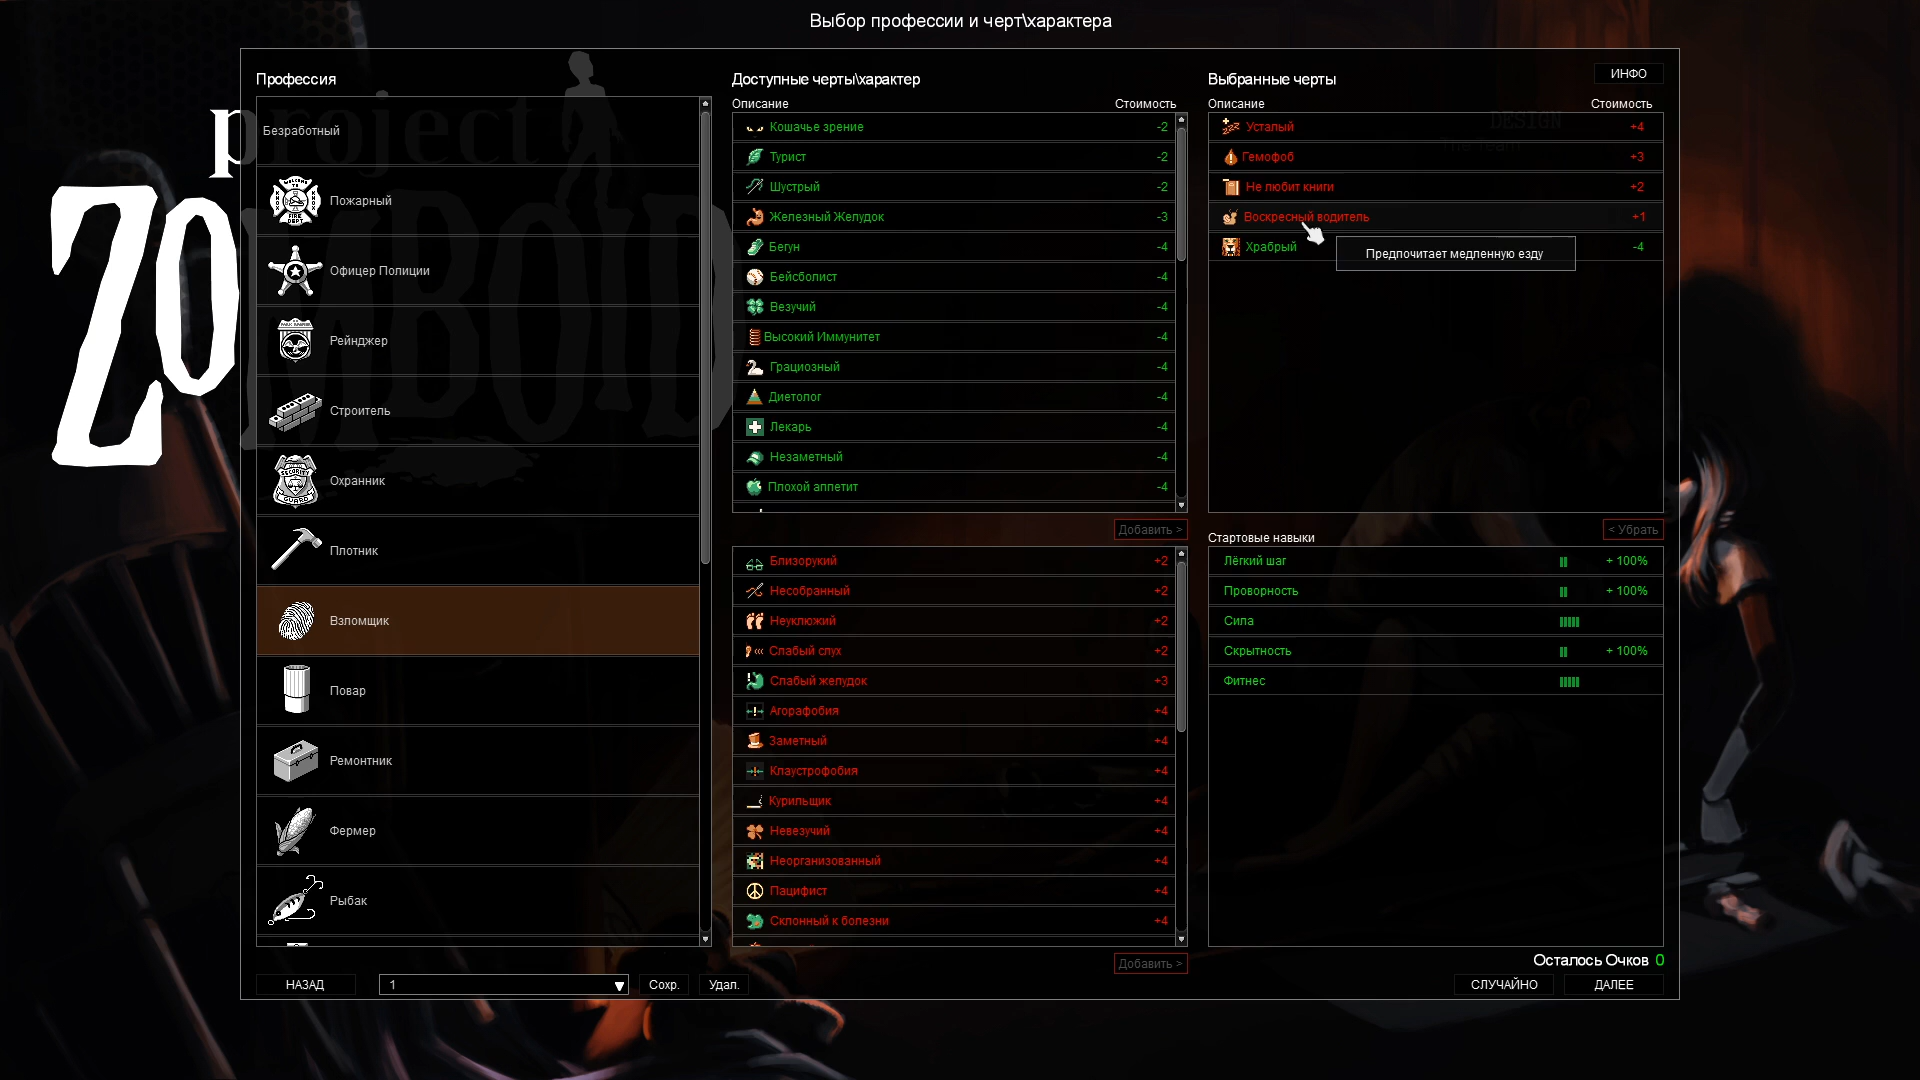 Выбор профессии и черт\характера
project
ZOMBOID
Профессия
Безработный
Пожарный
Офицер Полиции
Рейнджер
Строитель
Охранник
Плотник
Взломщик
Повар
Ремонтник
Фермер
Рыбак
Доступные черты\характер
Описание Стоимость
Кошачье зрение -2
Турист -2
Шустрый -2
Железный Желудок -3
Бегун -4
Бейсболист -4
Везучий -4
Высокий Иммунитет -4
Грациозный -4
Диетолог -4
Лекарь -4
Незаметный -4
Плохой аппетит -4
Добавить >
Близорукий +2
Несобранный +2
Неуклюжий +2
Слабый слух +2
Слабый желудок +3
Агорафобия +4
Заметный +4
Клаустрофобия +4
Курильщик +4
Невезучий +4
Неорганизованный +4
Пацифист +4
Склонный к болезни +4
Добавить >
Выбранные черты
ИНФО
Описание Стоимость
DESIGN
The Team
Усталый +4
Гемофоб +3
Не любит книги +2
Воскресный водитель +1
Храбрый -4
Предпочитает медленную езду
< Убрать
Стартовые навыки
Лёгкий шаг + 100%
Проворность + 100%
Сила
Скрытность + 100%
Фитнес
Осталось Очков 0
НАЗАД
1
Сохр.
Удал.
СЛУЧАЙНО
ДАЛЕЕ